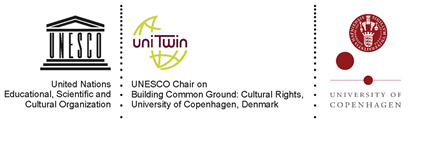 UNESCO
United Nations
Educational, Scientific and
Cultural Organization
uniTwin
UNESCO Chair on
Building Common Ground: Cultural Rights,
University of Copenhagen, Denmark
UNIVERSITY OF
COPENHAGEN